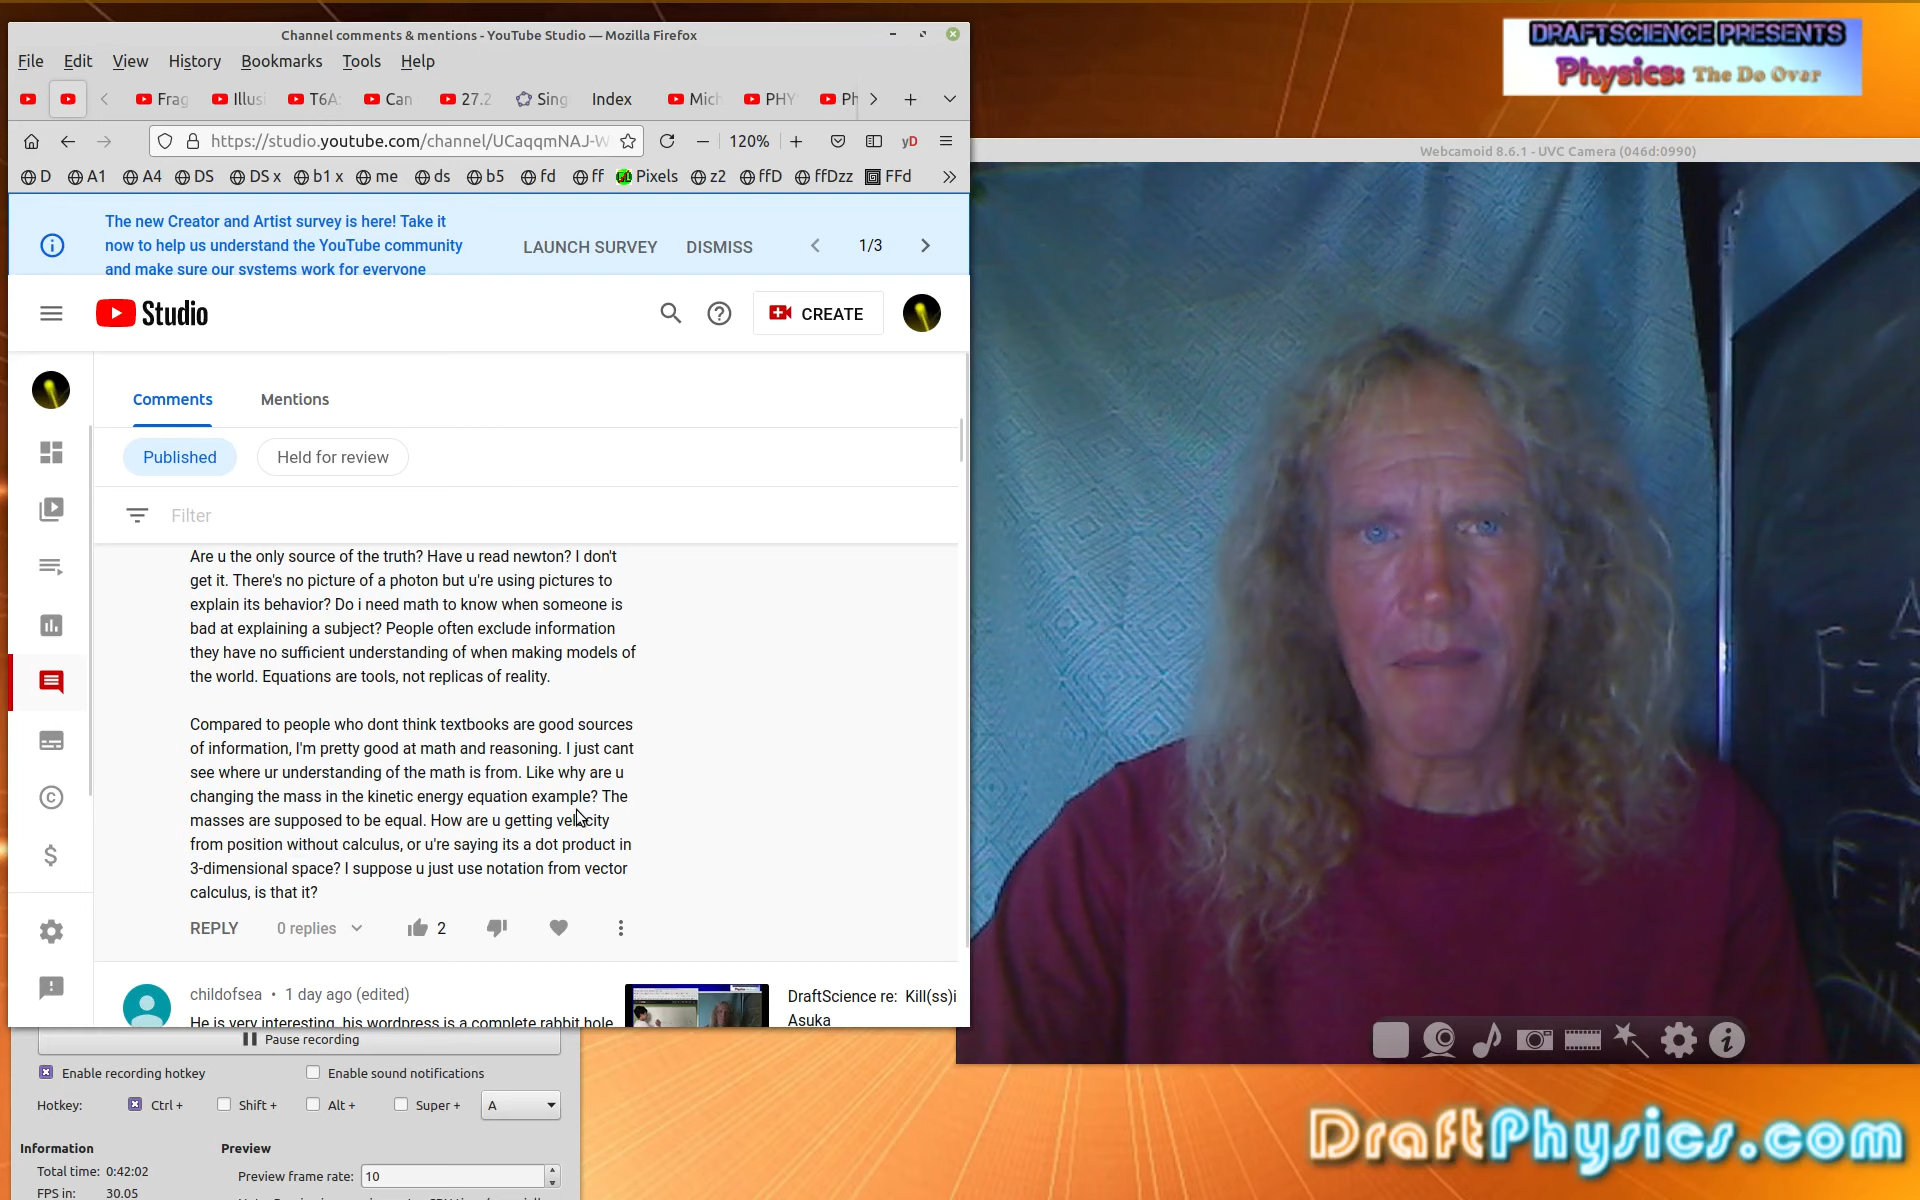 Channel comments & mentions - YouTube Studio — Mozilla Firefox
File Edit View History Bookmarks Tools Help
Frag Illus T6A: Can 27.2 Sing Index Mich PHY Ph
https://studio.youtube.com/channel/UCaqqmNAJ-W 120% yD
D A1 A4 DS DS x b1 x me ds b5 fd ff Pixels z2 ffD ffDzz FFd
The new Creator and Artist survey is here! Take it
now to help us understand the YouTube community
and make sure our systems work for everyone
LAUNCH SURVEY DISMISS 1/3
Studio CREATE
Comments Mentions
Published Held for review
Filter
Are u the only source of the truth? Have u read newton? I don't
get it. There's no picture of a photon but u're using pictures to
explain its behavior? Do i need math to know when someone is
bad at explaining a subject? People often exclude information
they have no sufficient understanding of when making models of
the world. Equations are tools, not replicas of reality.
Compared to people who dont think textbooks are good sources
of information, I'm pretty good at math and reasoning. I just cant
see where ur understanding of the math is from. Like why are u
changing the mass in the kinetic energy equation example? The
masses are supposed to be equal. How are u getting velocity
from position without calculus, or u're saying its a dot product in
3-dimensional space? I suppose u just use notation from vector
calculus, is that it?
REPLY 0 replies 2
childofsea • 1 day ago (edited)
He is very interesting, his wordpress is a complete rabbit hole
DraftScience re: Kill(ss)i
Asuka
Pause recording
Enable recording hotkey Enable sound notifications
Hotkey: Ctrl + Shift + Alt + Super + A
Information Preview
Total time: 0:42:02
Preview frame rate: 10
FPS in: 30.05
DRAFTSCIENCE PRESENTS
Physics: The Do Over
Webcamoid 8.6.1 - UVC Camera (046d:0990)
DraftPhysics.com